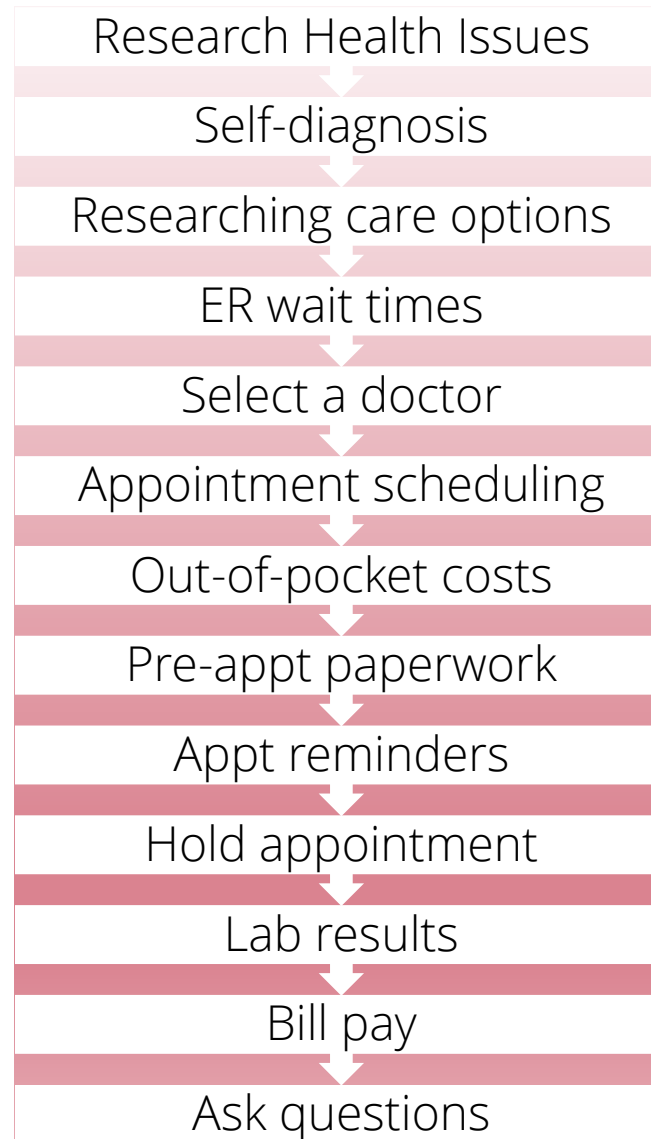 Research Health Issues
Self-diagnosis
Researching care options
ER wait times
Select a doctor
Appointment scheduling
Out-of-pocket costs
Pre-appt paperwork
Appt reminders
Hold appointment
Lab results
Bill pay
Ask questions